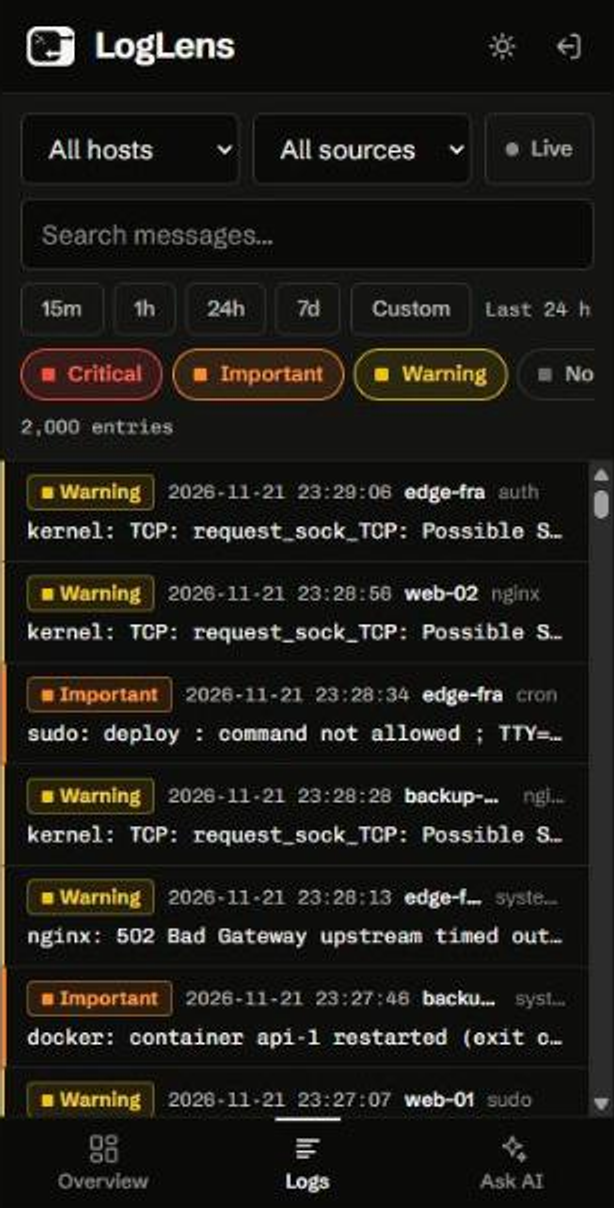 LogLens
All hosts All sources Live
Search messages...
15m 1h 24h 7d Custom Last 24 h
Critical Important Warning No
2,000 entries
Warning 2026-11-21 23:29:06 edge-fra auth
kernel: TCP: request_sock_TCP: Possible S…
Warning 2026-11-21 23:28:56 web-02 nginx
kernel: TCP: request_sock_TCP: Possible S…
Important 2026-11-21 23:28:34 edge-fra cron
sudo: deploy : command not allowed ; TTY=…
Warning 2026-11-21 23:28:28 backup-… ngi…
kernel: TCP: request_sock_TCP: Possible S…
Warning 2026-11-21 23:28:13 edge-f… syste…
nginx: 502 Bad Gateway upstream timed out…
Important 2026-11-21 23:27:46 backu… syst…
docker: container api-1 restarted (exit c…
Warning 2026-11-21 23:27:07 web-01 sudo
Overview Logs Ask AI